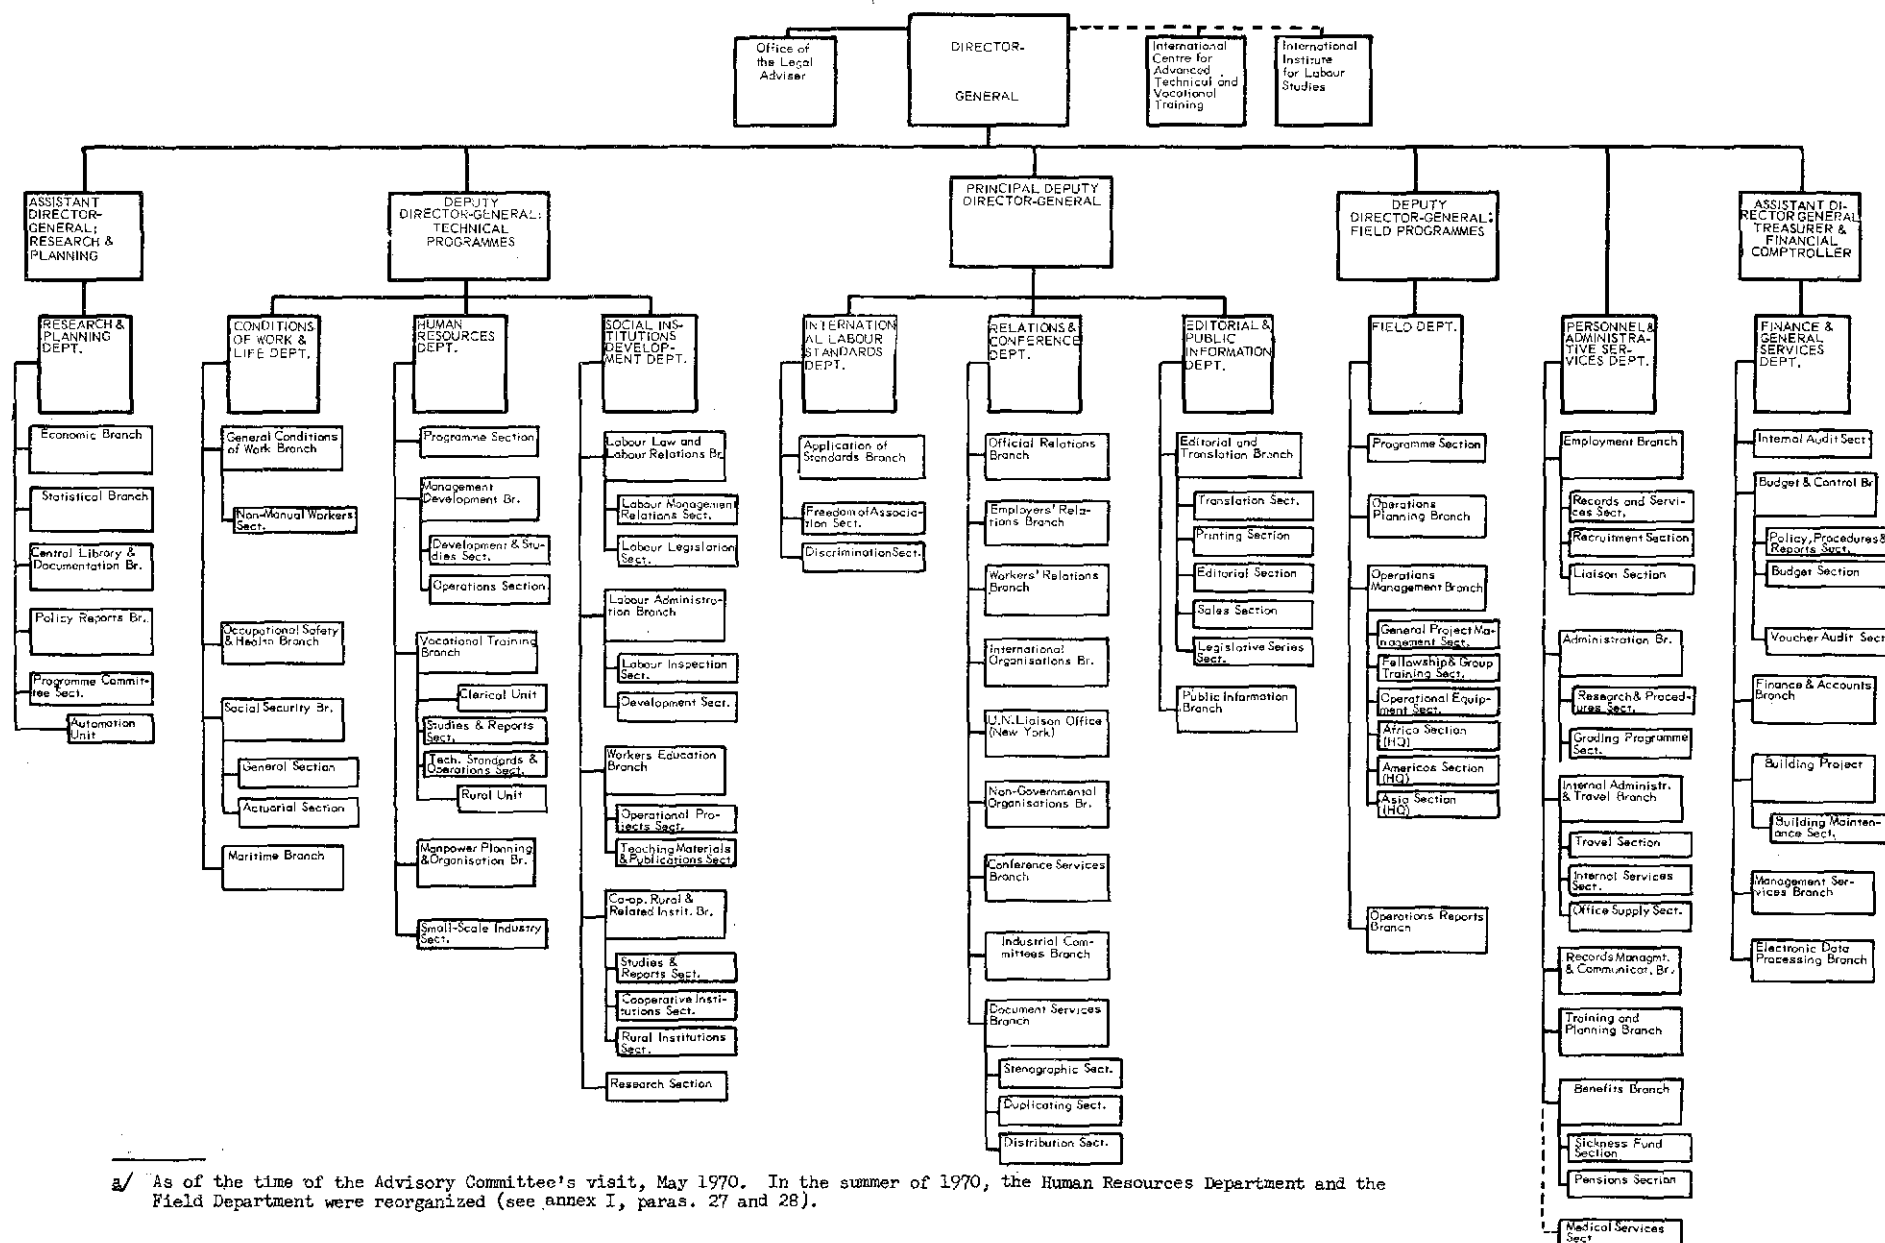 Office of
the Legal
Adviser
DIRECTOR-
GENERAL
International
Centre for
Advanced
Technical and
Vocational
Training
International
Institute
for Labour
Studies
ASSISTANT
DIRECTOR-
GENERAL;
RESEARCH &
PLANNING
DEPUTY
DIRECTOR-GENERAL:
TECHNICAL
PROGRAMMES
PRINCIPAL DEPUTY
DIRECTOR-GENERAL
DEPUTY
DIRECTOR-GENERAL:
FIELD PROGRAMMES
ASSISTANT DI-
RECTOR GENERAL
TREASURER &
FINANCIAL
COMPTROLLER
RESEARCH &
PLANNING
DEPT.
Economic Branch
Statistical Branch
Central Library &
Documentation Br.
Policy Reports Br.
Programme Commit-
tee Sect.
Automation
Unit
CONDITIONS
OF WORK &
LIFE DEPT.
General Conditions
of Work Branch
Non-Manual Workers
Sect.
Occupational Safety
& Health Branch
Social Security Br.
General Section
Actuarial Section
Maritime Branch
HUMAN
RESOURCES
DEPT.
Programme Section
Management
Development Br.
Development & Stu-
dies Sect.
Operations Section
Vocational Training
Branch
Clerical Unit
Studies & Reports
Sect.
Tech. Standards &
Operations Sect.
Rural Unit
Manpower Planning
& Organisation Br.
Small-Scale Industry
Sect.
SOCIAL INS-
TITUTIONS
DEVELOP-
MENT DEPT.
Labour Law and
Labour Relations Br.
Labour Management
Relations Sect.
Labour Legislation
Sect.
Labour Administra-
tion Branch
Labour Inspection
Sect.
Development Sect.
Workers Education
Branch
Operational Pro-
jects Sect.
Teaching Materials
& Publications Sect.
Co-op. Rural &
Related Instit. Br.
Studies &
Reports Sect.
Cooperative Insti-
tutions Sect.
Rural Institutions
Sect.
Research Section
INTERNATION
AL LABOUR
STANDARDS
DEPT.
Application of
Standards Branch
Freedom of Associa-
tion Sect.
Discrimination Sect.
RELATIONS &
CONFERENCE
DEPT.
Official Relations
Branch
Employers' Rela-
tions Branch
Workers' Relations
Branch
International
Organisations Br.
U.N. Liaison Office
(New York)
Non-Governmental
Organisations Br.
Conference Services
Branch
Industrial Com-
mittees Branch
Document Services
Branch
Stenographic Sect.
Duplicating Sect.
Distribution Sect.
EDITORIAL &
PUBLIC
INFORMATION
DEPT.
Editorial and
Translation Branch
Translation Sect.
Printing Section
Editorial Section
Sales Section
Legislative Series
Sect.
Public Information
Branch
FIELD DEPT.
Programme Section
Operations
Planning Branch
Operations
Management Branch
General Project Ma-
nagement Sect.
Fellowship & Group
Training Sect.
Operational Equip-
ment Sect.
Africa Section
(HQ)
Americas Section
(HQ)
Asia Section
(HQ)
Operations Reports
Branch
PERSONNEL &
ADMINISTRA-
TIVE SER-
VICES DEPT.
Employment Branch
Records and Servi-
ces Sect.
Recruitment Section
Liaison Section
Administration Br.
Research & Proced-
ures Sect.
Grading Programme
Sect.
Internal Administr.
& Travel Branch
Travel Section
Internal Services
Sect.
Office Supply Sect.
Records Managmt.
& Communicat. Br.
Training and
Planning Branch
Benefits Branch
Sickness Fund
Section
Pensions Section
Medical Services
Sect
FINANCE &
GENERAL
SERVICES
DEPT.
Internal Audit Sect
Budget & Control Br
Policy, Procedures &
Reports Sect.
Budget Section
Voucher Audit Sect
Finance & Accounts
Branch
Building Project
Building Mainten-
ance Sect.
Management Ser-
vices Branch
Electronic Data
Processing Branch
a/ As of the time of the Advisory Committee's visit, May 1970. In the summer of 1970, the Human Resources Department and the
Field Department were reorganized (see annex I, paras. 27 and 28).